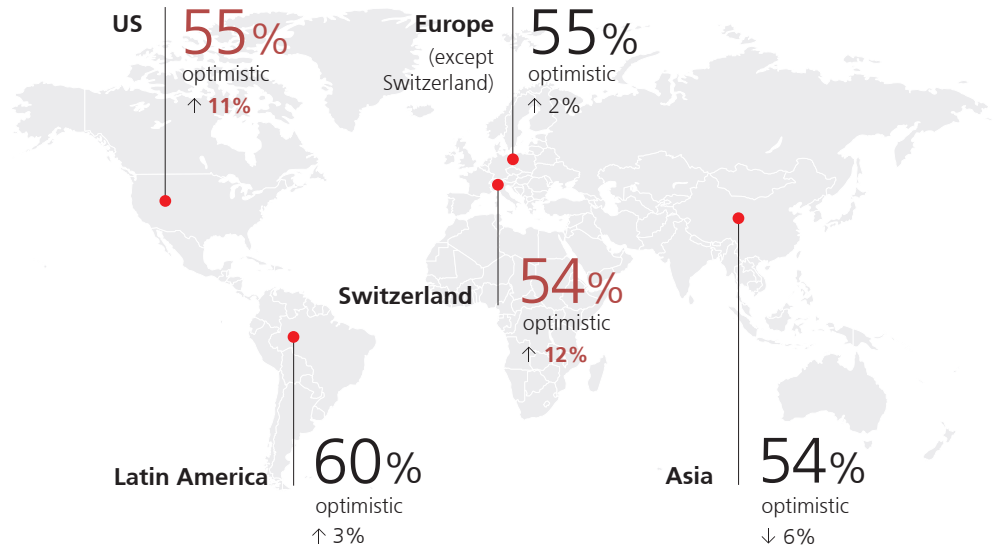 US
55%
optimistic
↑ 11%
Europe
(except
Switzerland)
55%
optimistic
↑ 2%
Switzerland
54%
optimistic
↑ 12%
Latin America
60%
optimistic
↑ 3%
Asia
54%
optimistic
↓ 6%